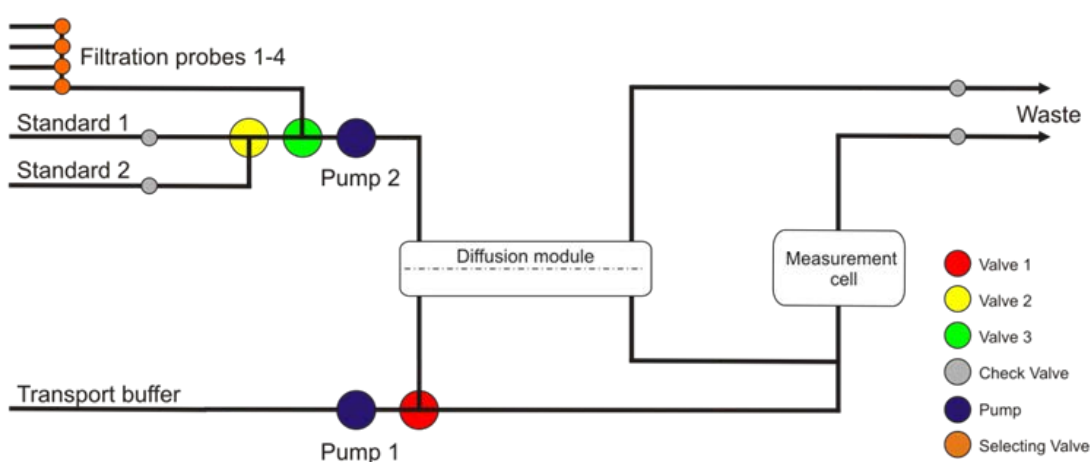 Filtration probes 1-4
Standard 1
Standard 2
Pump 2
Waste
Diffusion module
Measurement
cell
Transport buffer
Pump 1
Valve 1
Valve 2
Valve 3
Check Valve
Pump
Selecting Valve